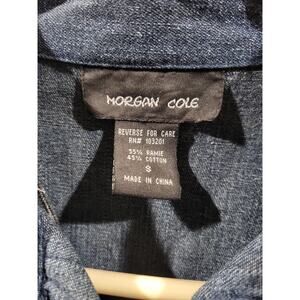 MORGAN COLE
REVERSE FOR CARE
RN# 103201
55% RAMIE
45% COTTON
S
MADE IN CHINA